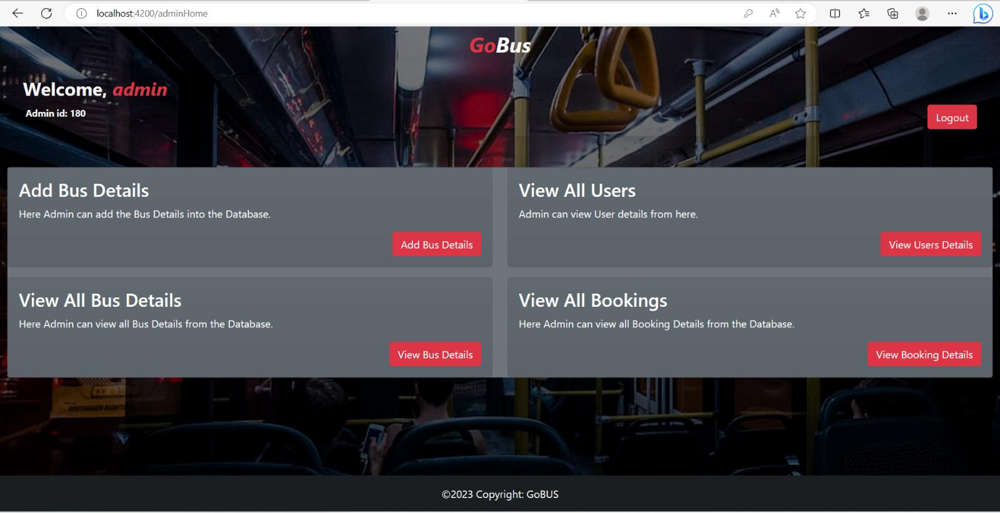 localhost:4200/adminHome
GoBus
Welcome, admin
Admin id: 180
Logout
Add Bus Details
Here Admin can add the Bus Details into the Database.
Add Bus Details
View All Users
Admin can view User details from here.
View Users Details
View All Bus Details
Here Admin can view all Bus Details from the Database.
View Bus Details
View All Bookings
Here Admin can view all Booking Details from the Database.
View Booking Details
©2023 Copyright: GoBUS